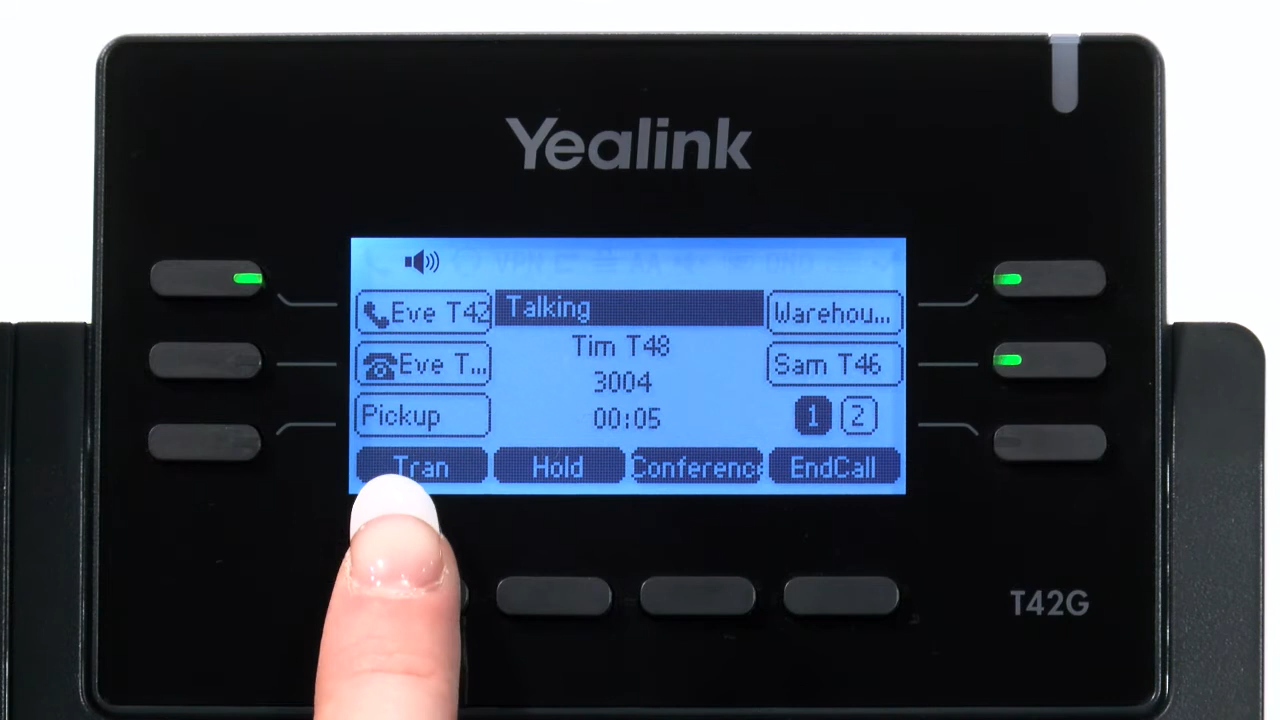 Yealink
Eve T42
Talking
Warehou...
Tim T48
Eve T...
Sam T46
3004
Pickup
00:05
1
2
Tran
Hold
Conference
EndCall
T42G